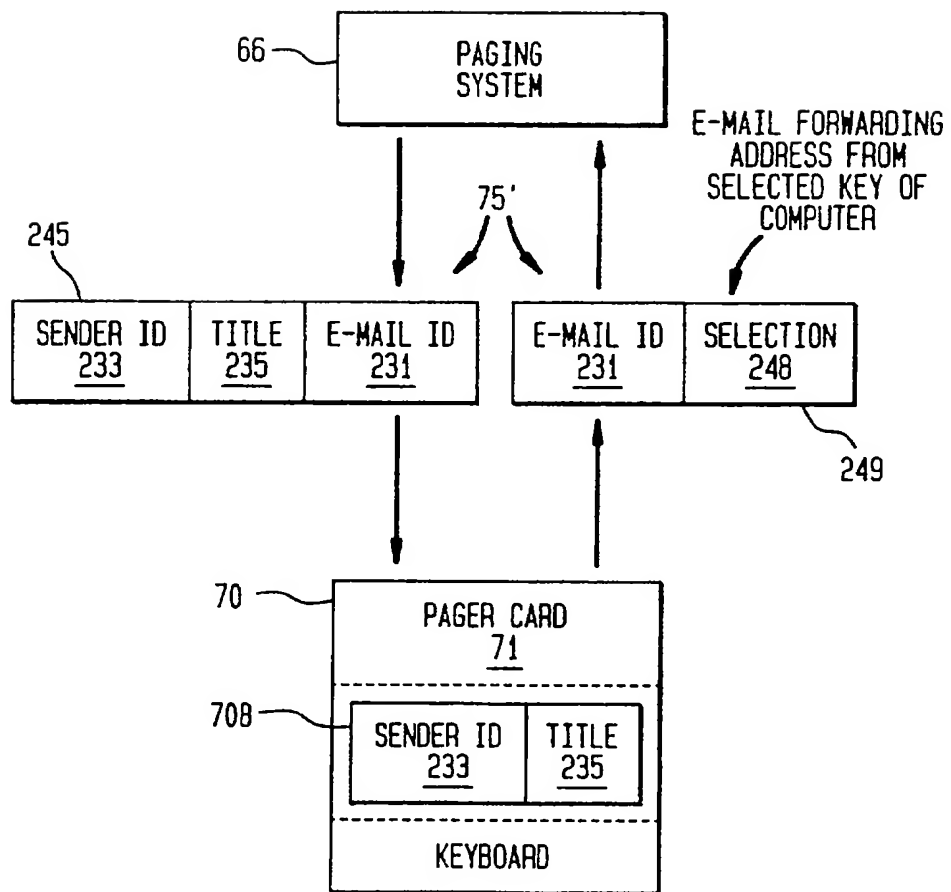 66
PAGING
SYSTEM
E-MAIL FORWARDING
ADDRESS FROM
SELECTED KEY OF
COMPUTER
75'
245
SENDER ID
233
TITLE
235
E-MAIL ID
231
E-MAIL ID
231
SELECTION
248
249
70
PAGER CARD
71
708
SENDER ID
233
TITLE
235
KEYBOARD